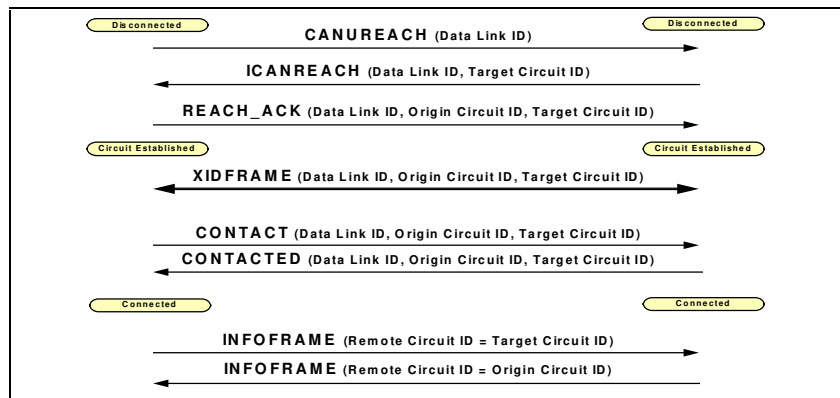 Disconnected Disconnected
CANUREACH (Data Link ID)
ICANREACH (Data Link ID, Target Circuit ID)
REACH_ACK (Data Link ID, Origin Circuit ID, Target Circuit ID)
Circuit Established Circuit Established
XIDFRAME (Data Link ID, Origin Circuit ID, Target Circuit ID)
CONTACT (Data Link ID, Origin Circuit ID, Target Circuit ID)
CONTACTED (Data Link ID, Origin Circuit ID, Target Circuit ID)
Connected Connected
INFOFRAME (Remote Circuit ID = Target Circuit ID)
INFOFRAME (Remote Circuit ID = Origin Circuit ID)